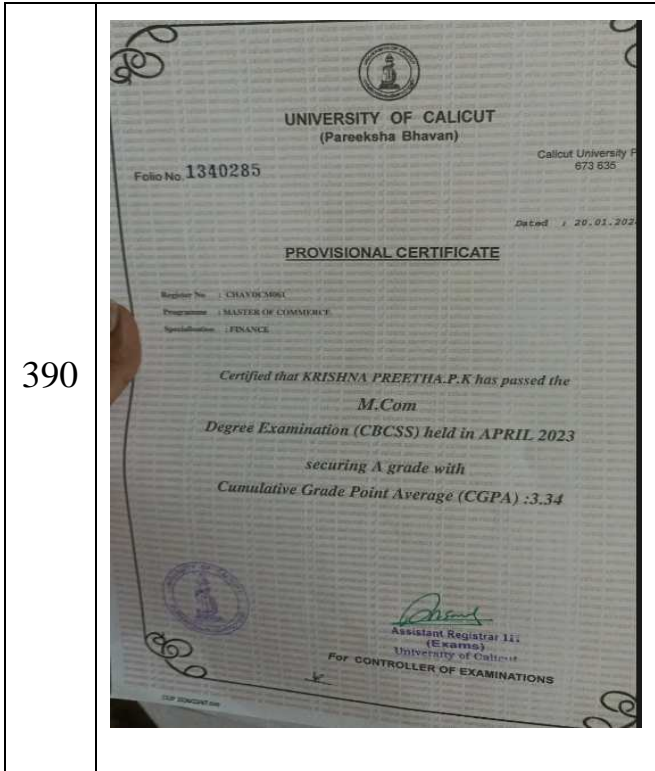 390
UNIVERSITY OF CALICUT
(Pareeksha Bhavan)
Calicut University P
673 635
Folio No. 1340285
Dated : 20.01.202
PROVISIONAL CERTIFICATE
Register No :
Programme : MASTER OF COMMERCE
Specialisation : FINANCE
Certified that KRISHNA PREETHA.P.K has passed the
M.Com
Degree Examination (CBCSS) held in APRIL 2023
securing A grade with
Cumulative Grade Point Average (CGPA) :3.34
Assistant Registrar III
(Exams)
University of Calicut
For CONTROLLER OF EXAMINATIONS